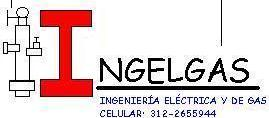 INGELGAS
INGENIERÍA ELÉCTRICA Y DE GAS
CELULAR: 312-2655944